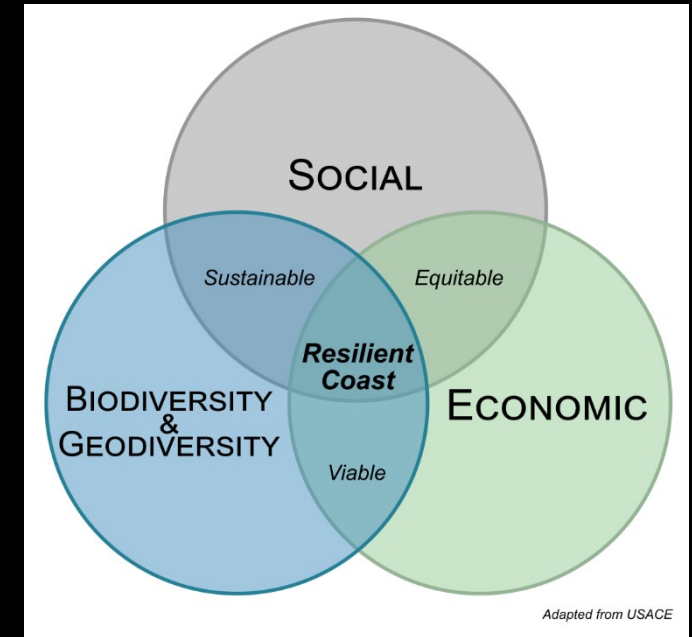 SOCIAL
Sustainable
Equitable
Resilient
Coast
BIODIVERSITY
&
GEODIVERSITY
ECONOMIC
Viable
Adapted from USACE